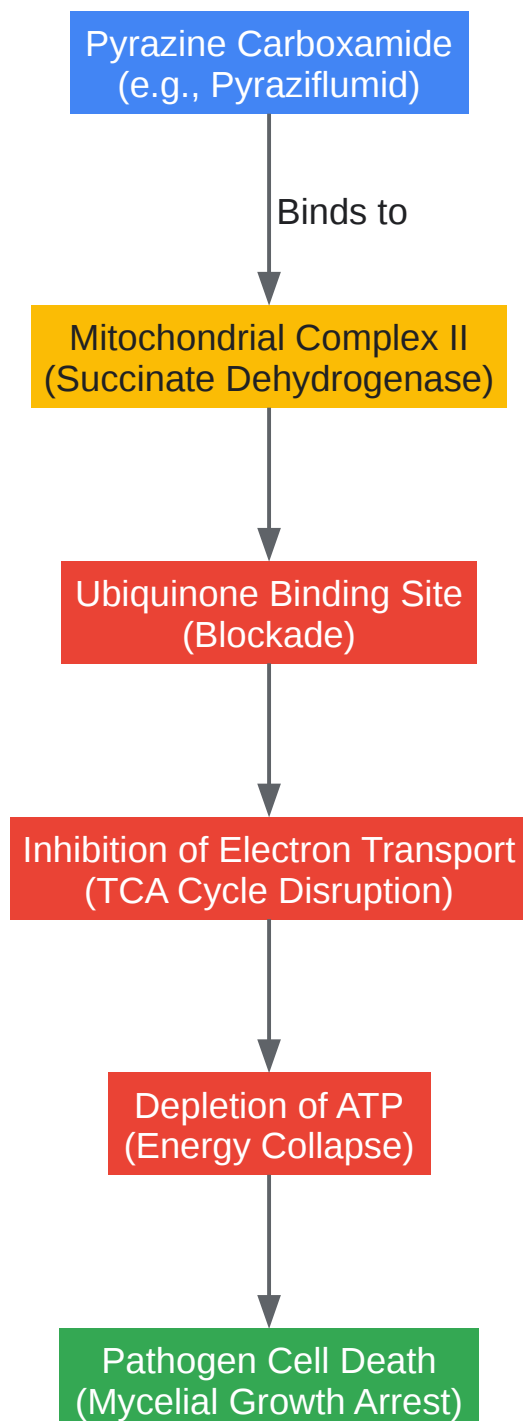 Pyrazine Carboxamide
(e.g., Pyraziflumid)
Binds to
Mitochondrial Complex II
(Succinate Dehydrogenase)
Ubiquinone Binding Site
(Blockade)
Inhibition of Electron Transport
(TCA Cycle Disruption)
Depletion of ATP
(Energy Collapse)
Pathogen Cell Death
(Mycelial Growth Arrest)